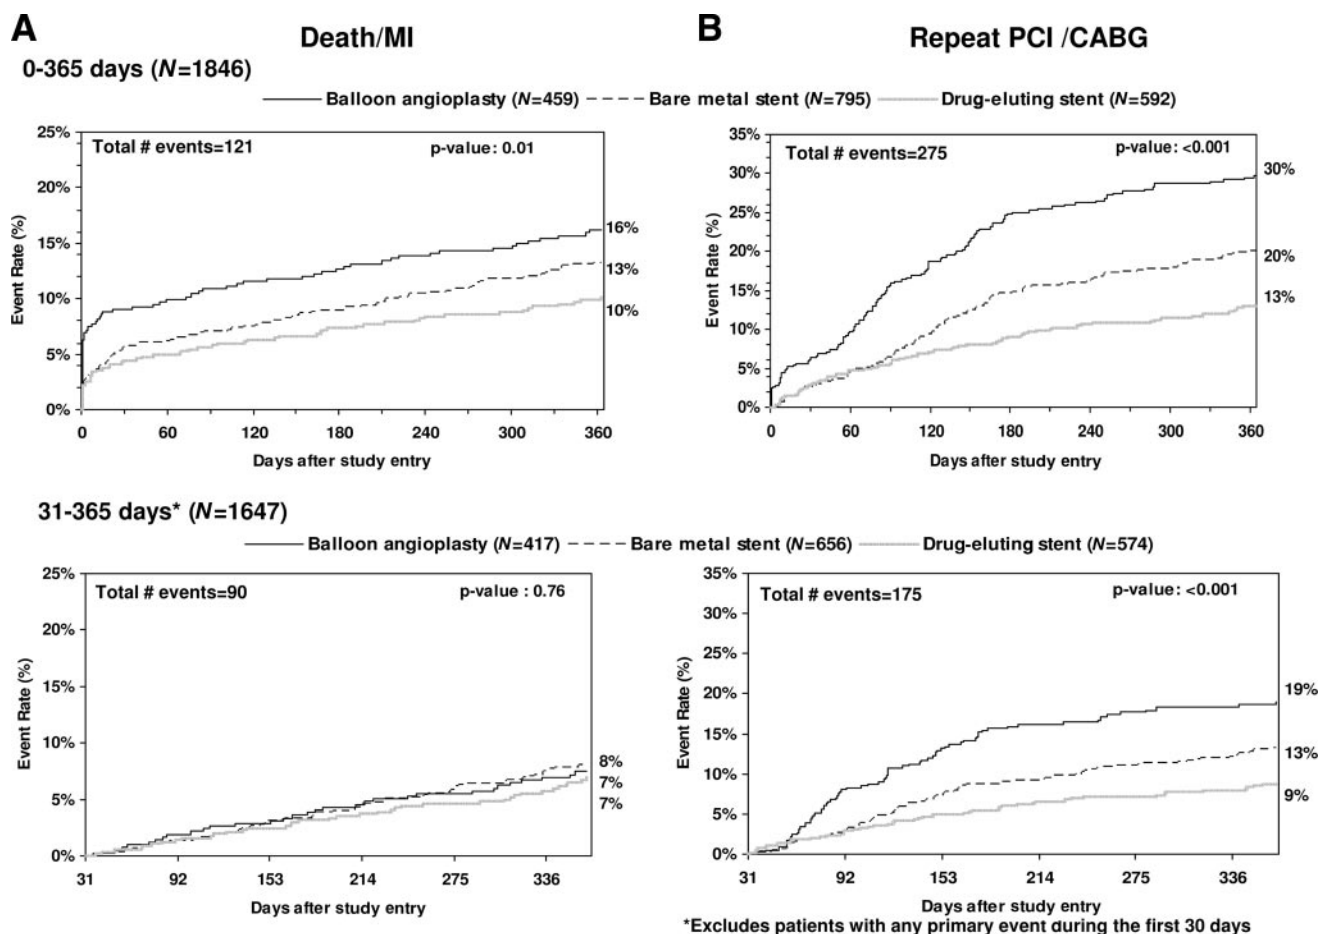 A
Death/MI
B
Repeat PCI /CABG
0-365 days (N=1846)
Balloon angioplasty (N=459) Bare metal stent (N=795) Drug-eluting stent (N=592)
Total # events=121
p-value: 0.01
Event Rate (%)
25%
20%
15%
10%
5%
0%
16%
13%
10%
0 60 120 180 240 300 360
Days after study entry
Total # events=275
p-value: <0.001
Event Rate (%)
35%
30%
25%
20%
15%
10%
5%
0%
30%
20%
13%
0 60 120 180 240 300 360
Days after study entry
31-365 days* (N=1647)
Balloon angioplasty (N=417) Bare metal stent (N=656) Drug-eluting stent (N=574)
Total # events=90
p-value : 0.76
Event Rate (%)
25%
20%
15%
10%
5%
0%
8%
7%
7%
31 92 153 214 275 336
Days after study entry
Total # events=175
p-value: <0.001
Event Rate (%)
35%
30%
25%
20%
15%
10%
5%
0%
19%
13%
9%
31 92 153 214 275 336
Days after study entry
*Excludes patients with any primary event during the first 30 days